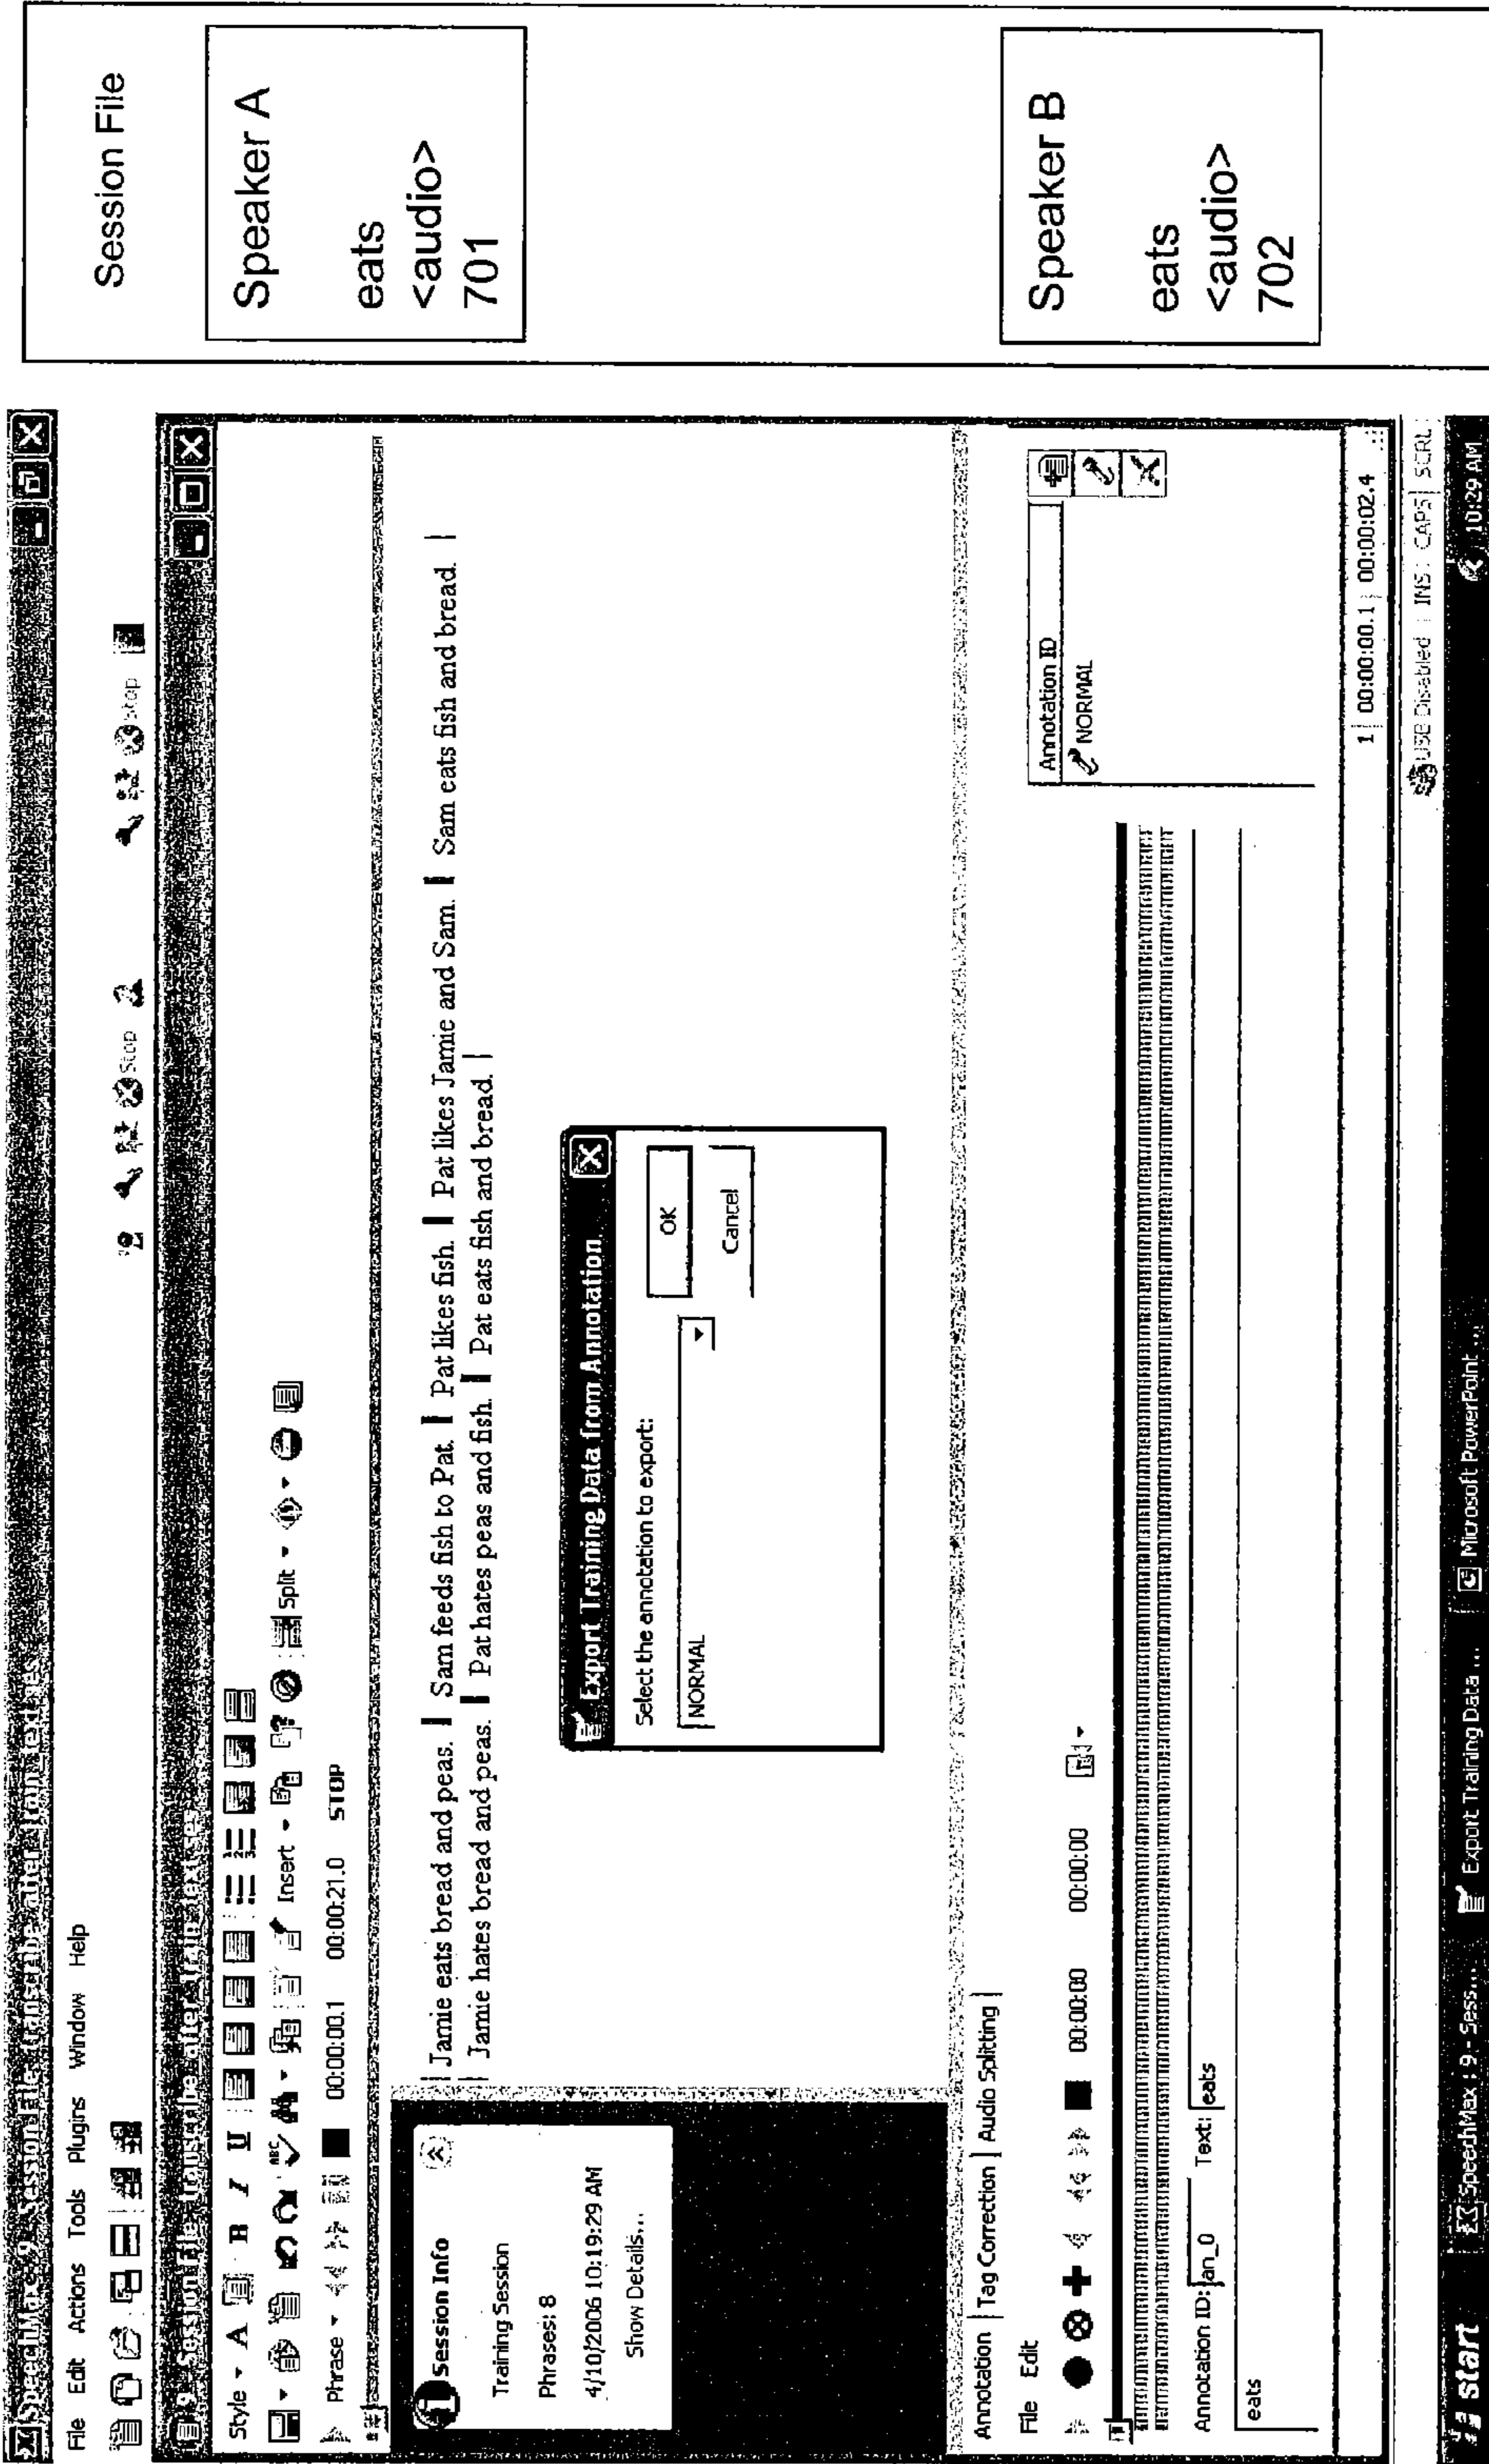 SpeechMax : 9 - Session File transcribe after train text
File Edit Actions Tools Plugins Window Help
Stop Stop
9 - Session File transcribe after train text.ses
Style A B I U
ABC Insert Split
Phrase 00:00:00.1 00:00:21.0 STOP
Session Info
Training Session
Phrases: 8
4/10/2006 10:19:29 AM
Show Details...
Jamie eats bread and peas. Sam feeds fish to Pat. Pat likes fish. Pat likes Jamie and Sam. Sam eats fish and bread.
Jamie hates bread and peas. Pat hates peas and fish. Pat eats fish and bread.
Export Training Data from Annotation
Select the annotation to export:
NORMAL
OK
Cancel
Annotation Tag Correction Audio Splitting
File Edit
00:00:00 00:00:00
Annotation ID: an_0 Text: eats
eats
Annotation ID
NORMAL
1 00:00:00.1 00:00:02.4
USB Disabled INS CAPS SCRL
start SpeechMax : 9 - Sess... Export Training Data ... Microsoft PowerPoint ... 10:29 AM
Session File
Speaker A
eats
<audio>
701
Speaker B
eats
<audio>
702